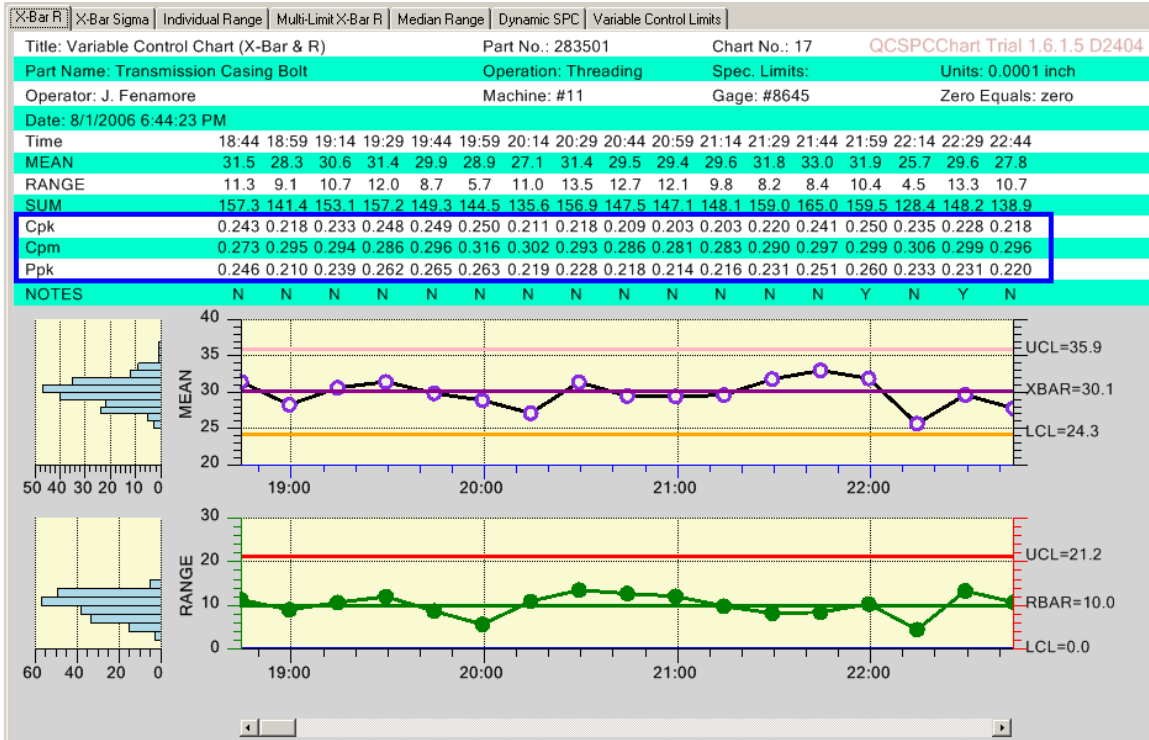 X-Bar R X-Bar Sigma Individual Range Multi-Limit X-Bar R Median Range Dynamic SPC Variable Control Limits
Title: Variable Control Chart (X-Bar & R) Part No.: 283501 Chart No.: 17 QCSPCChart Trial 1.6.1.5 D2404
Part Name: Transmission Casing Bolt Operation: Threading Spec. Limits: Units: 0.0001 inch
Operator: J. Fenamore Machine: #11 Gage: #8645 Zero Equals: zero
Date: 8/1/2006 6:44:23 PM
Time 18:44 18:59 19:14 19:29 19:44 19:59 20:14 20:29 20:44 20:59 21:14 21:29 21:44 21:59 22:14 22:29 22:44
MEAN 31.5 28.3 30.6 31.4 29.9 28.9 27.1 31.4 29.5 29.4 29.6 31.8 33.0 31.9 25.7 29.6 27.8
RANGE 11.3 9.1 10.7 12.0 8.7 5.7 11.0 13.5 12.7 12.1 9.8 8.2 8.4 10.4 4.5 13.3 10.7
SUM 157.3 141.4 153.1 157.2 149.3 144.5 135.6 156.9 147.5 147.1 148.1 159.0 165.0 159.5 128.4 148.2 138.9
Cpk 0.243 0.218 0.233 0.248 0.249 0.250 0.211 0.218 0.209 0.203 0.203 0.220 0.241 0.250 0.235 0.228 0.218
Cpm 0.273 0.295 0.294 0.286 0.296 0.316 0.302 0.293 0.286 0.281 0.283 0.290 0.297 0.299 0.306 0.299 0.296
Ppk 0.246 0.210 0.239 0.262 0.265 0.263 0.219 0.228 0.218 0.214 0.216 0.231 0.251 0.260 0.233 0.231 0.220
NOTES N N N N N N N N N N N N N Y N Y N
40
35
30
25
20
MEAN
UCL=35.9
XBAR=30.1
LCL=24.3
50 40 30 20 10 0
19:00 20:00 21:00 22:00
30
20
10
0
RANGE
UCL=21.2
RBAR=10.0
LCL=0.0
60 40 20 0
19:00 20:00 21:00 22:00